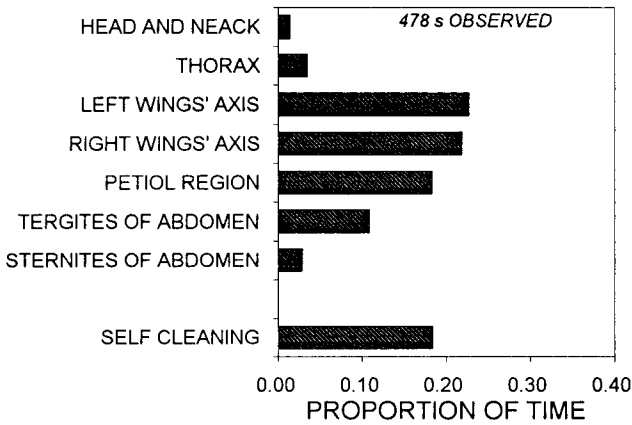 478 s OBSERVED
HEAD AND NEACK
THORAX
LEFT WINGS' AXIS
RIGHT WINGS' AXIS
PETIOL REGION
TERGITES OF ABDOMEN
STERNITES OF ABDOMEN
SELF CLEANING
0.00 0.10 0.20 0.30 0.40
PROPORTION OF TIME